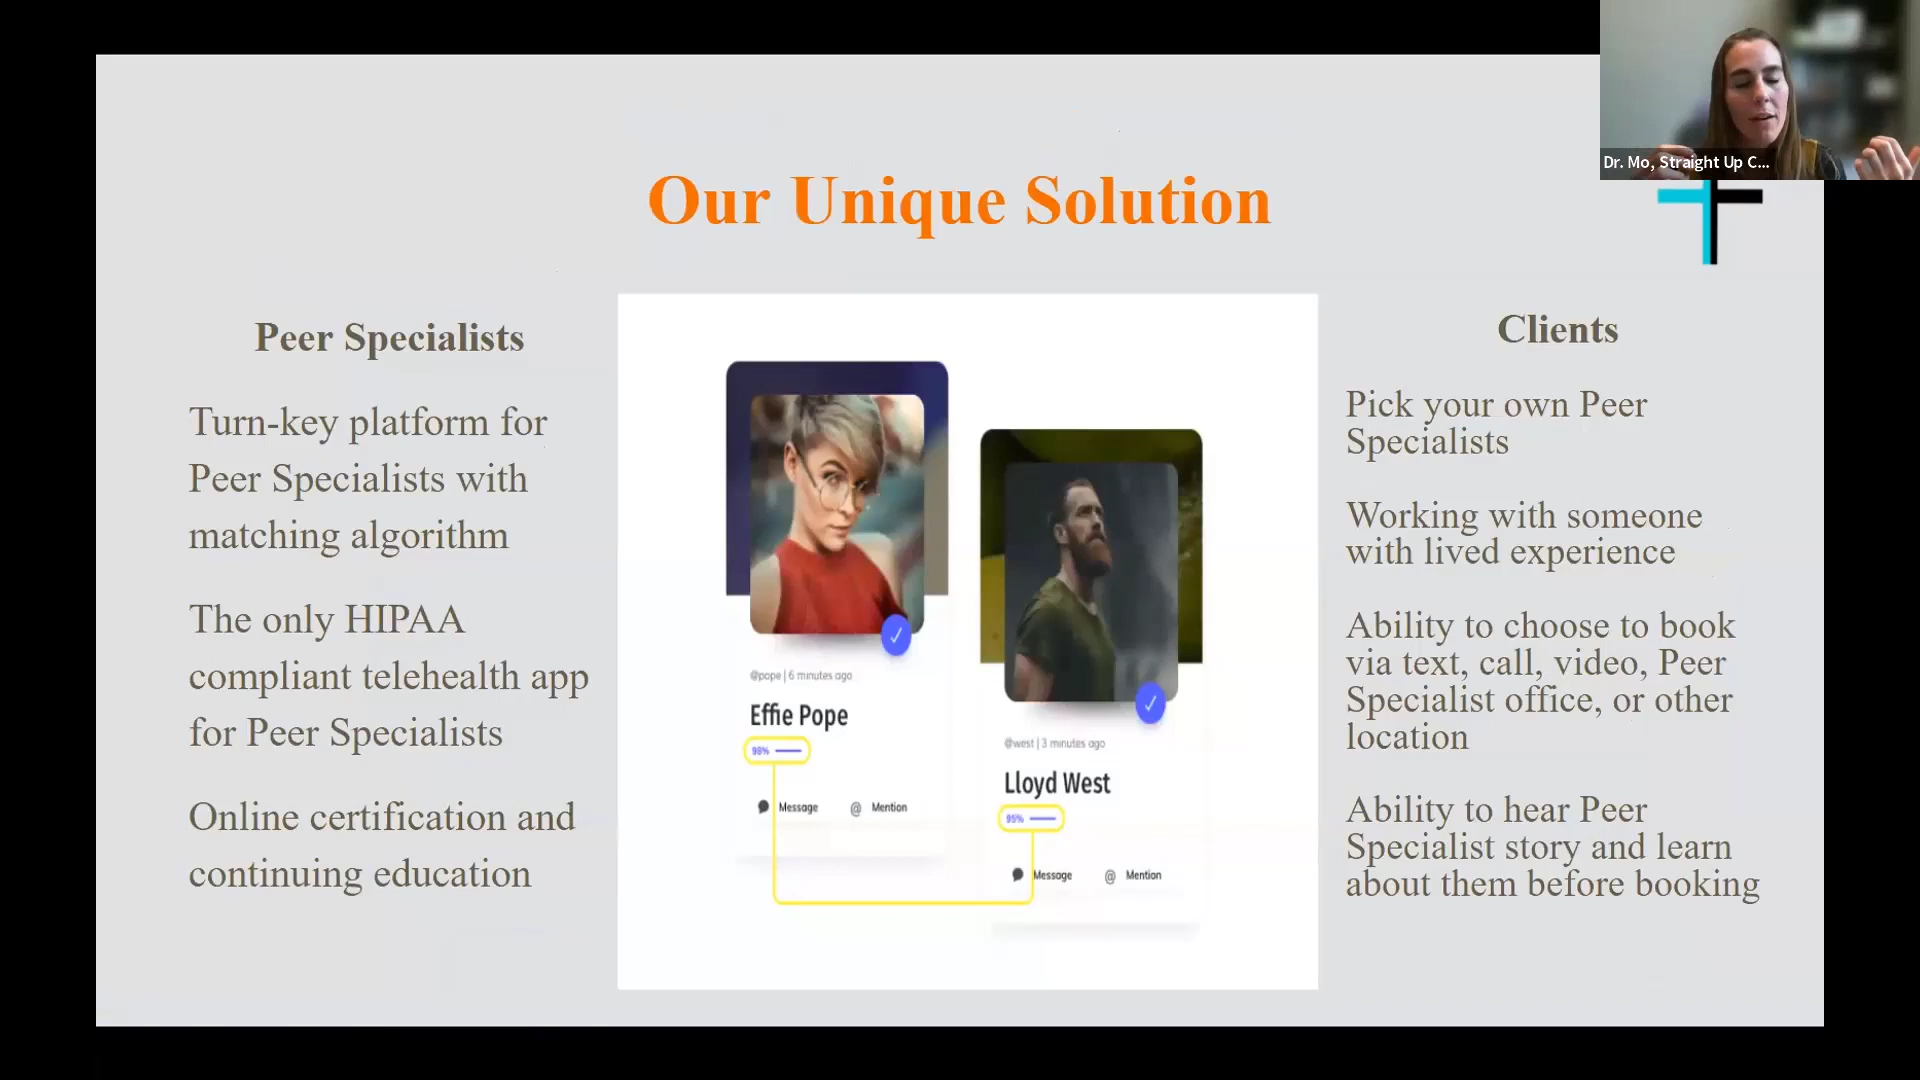 Dr. Mo, Straight Up C...
Our Unique Solution
Peer Specialists
Turn-key platform for
Peer Specialists with
matching algorithm
The only HIPAA
compliant telehealth app
for Peer Specialists
Online certification and
continuing education
@pope | 6 minutes ago
Effie Pope
98%
Message
@ Mention
@west | 3 minutes ago
Lloyd West
95%
Message
@ Mention
Clients
Pick your own Peer
Specialists
Working with someone
with lived experience
Ability to choose to book
via text, call, video, Peer
Specialist office, or other
location
Ability to hear Peer
Specialist story and learn
about them before booking